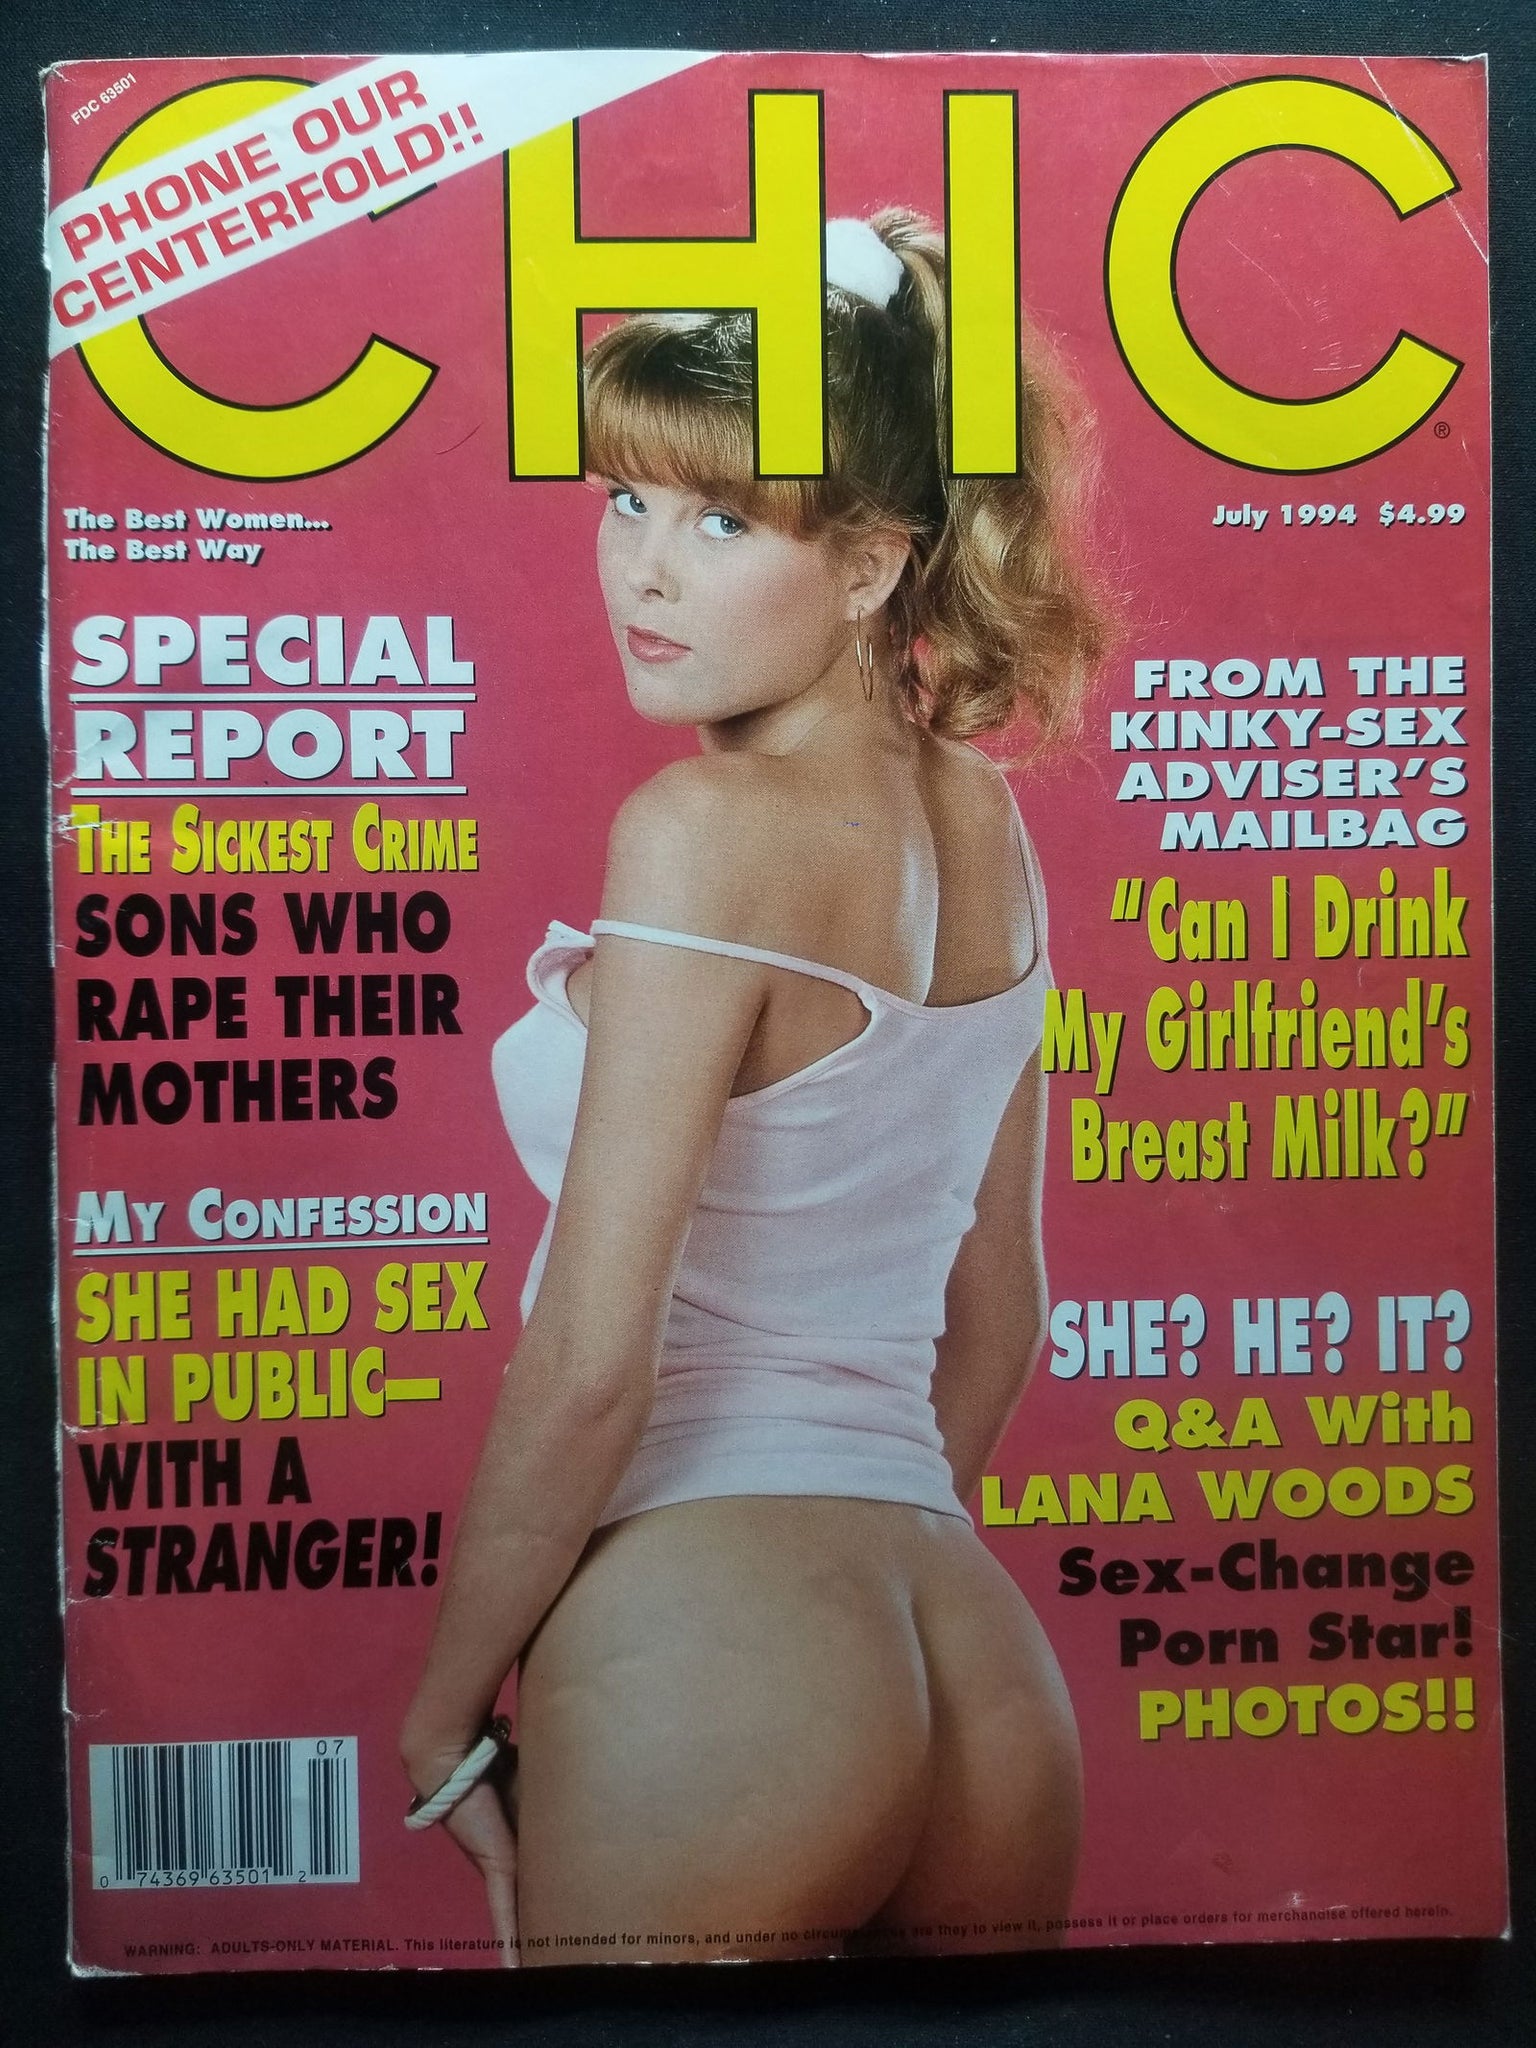 FDC 63501
PHONE OUR
CENTERFOLD!!
CHIC
®
The Best Women...
The Best Way
July 1994 $4.99
SPECIAL
REPORT
THE SICKEST CRIME
SONS WHO
RAPE THEIR
MOTHERS
MY CONFESSION
SHE HAD SEX
IN PUBLIC—
WITH A
STRANGER!
FROM THE
KINKY-SEX
ADVISER'S
MAILBAG
"Can I Drink
My Girlfriend's
Breast Milk?"
SHE? HE? IT?
Q&A With
LANA WOODS
Sex-Change
Porn Star!
PHOTOS!!
07
0 74369 63501 2
WARNING: ADULTS-ONLY MATERIAL. This literature is not intended for minors, and under no circumstances are they to view it, possess it or place orders for merchandise offered herein.